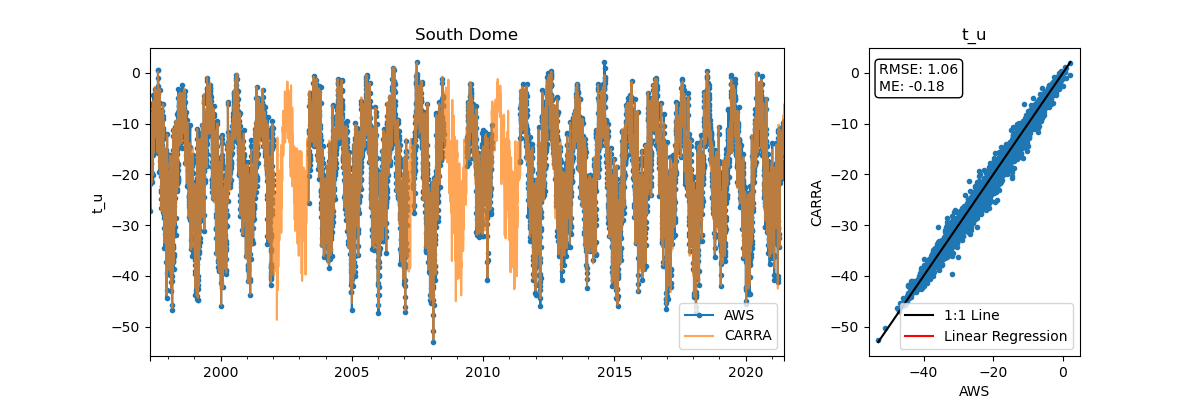 South Dome
t_u
0
−10
−20
−30
−40
−50
t_u
2000
2005
2010
2015
2020
AWS
CARRA
t_u
RMSE: 1.06
ME: -0.18
0
−10
−20
−30
−40
−50
CARRA
1:1 Line
Linear Regression
−40
−20
0
AWS